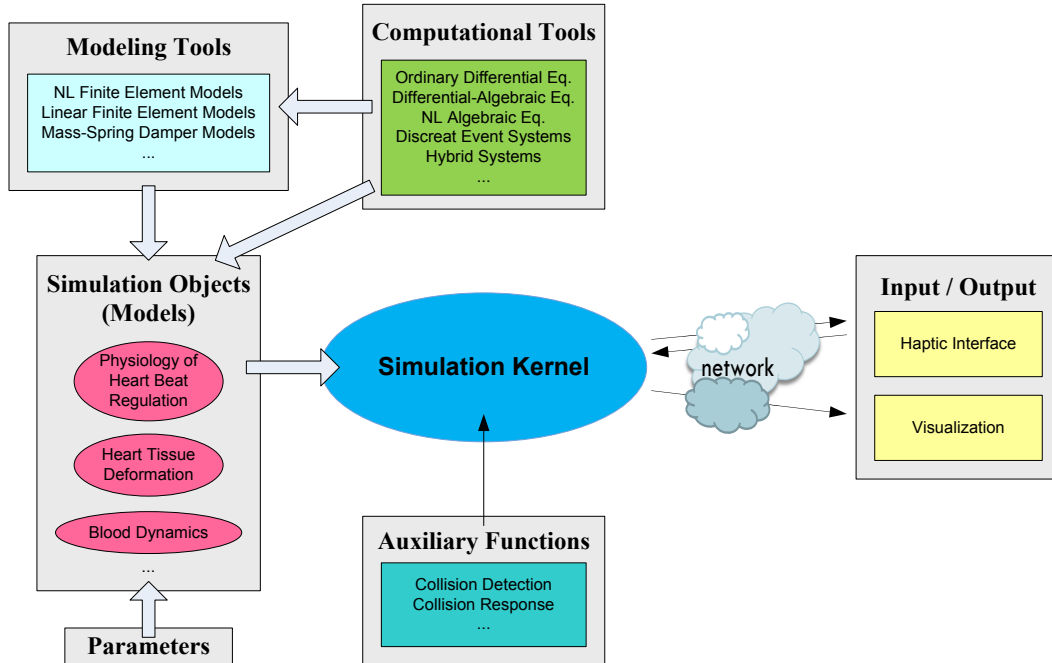 Modeling Tools
NL Finite Element Models
Linear Finite Element Models
Mass-Spring Damper Models
...
Computational Tools
Ordinary Differential Eq.
Differential-Algebraic Eq.
NL Algebraic Eq.
Discreat Event Systems
Hybrid Systems
...
Simulation Objects
(Models)
Physiology of
Heart Beat
Regulation
Heart Tissue
Deformation
Blood Dynamics
...
Parameters
Simulation Kernel
network
Input / Output
Haptic Interface
Visualization
Auxiliary Functions
Collision Detection
Collision Response
...